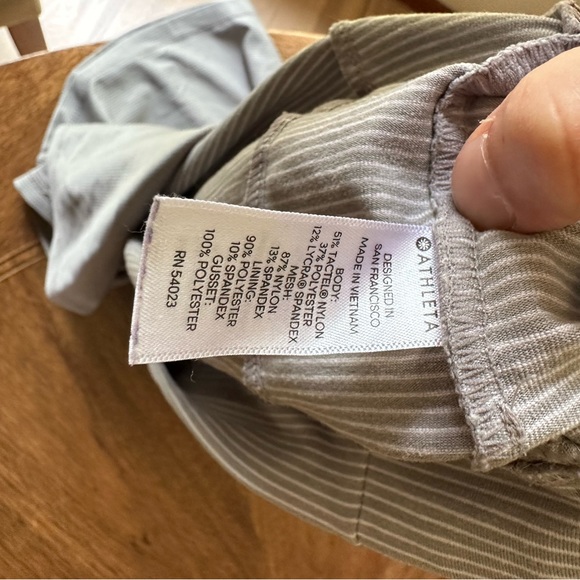 ATHLETA
DESIGNED IN
SAN FRANCISCO
MADE IN VIETNAM
BODY:
51% TACTEL® NYLON
37% POLYESTER
12% LYCRA® SPANDEX
MESH:
87% NYLON
13% SPANDEX
LINING:
90% POLYESTER
10% SPANDEX
GUSSET:
100% POLYESTER
RN 54023